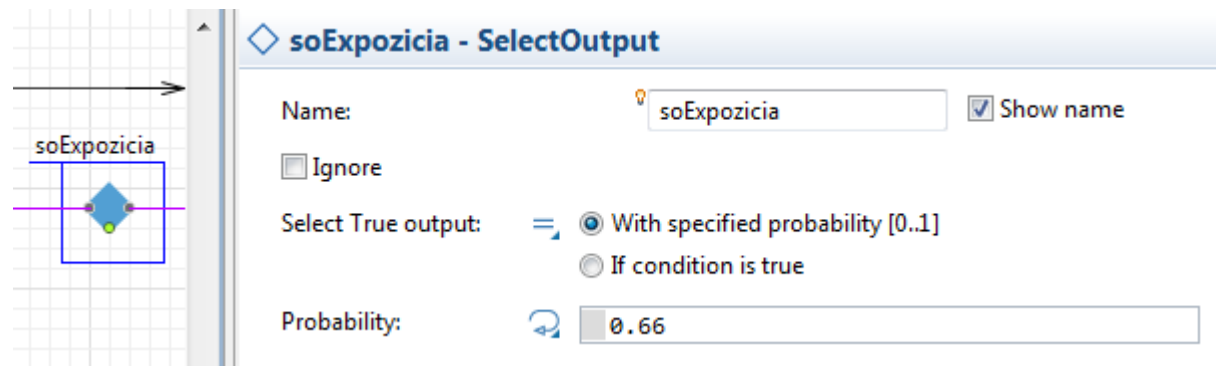 soExpozicia - SelectOutput
Name:
soExpozicia
Show name
soExpozicia
Ignore
Select True output:
With specified probability [0..1]
If condition is true
Probability:
0.66